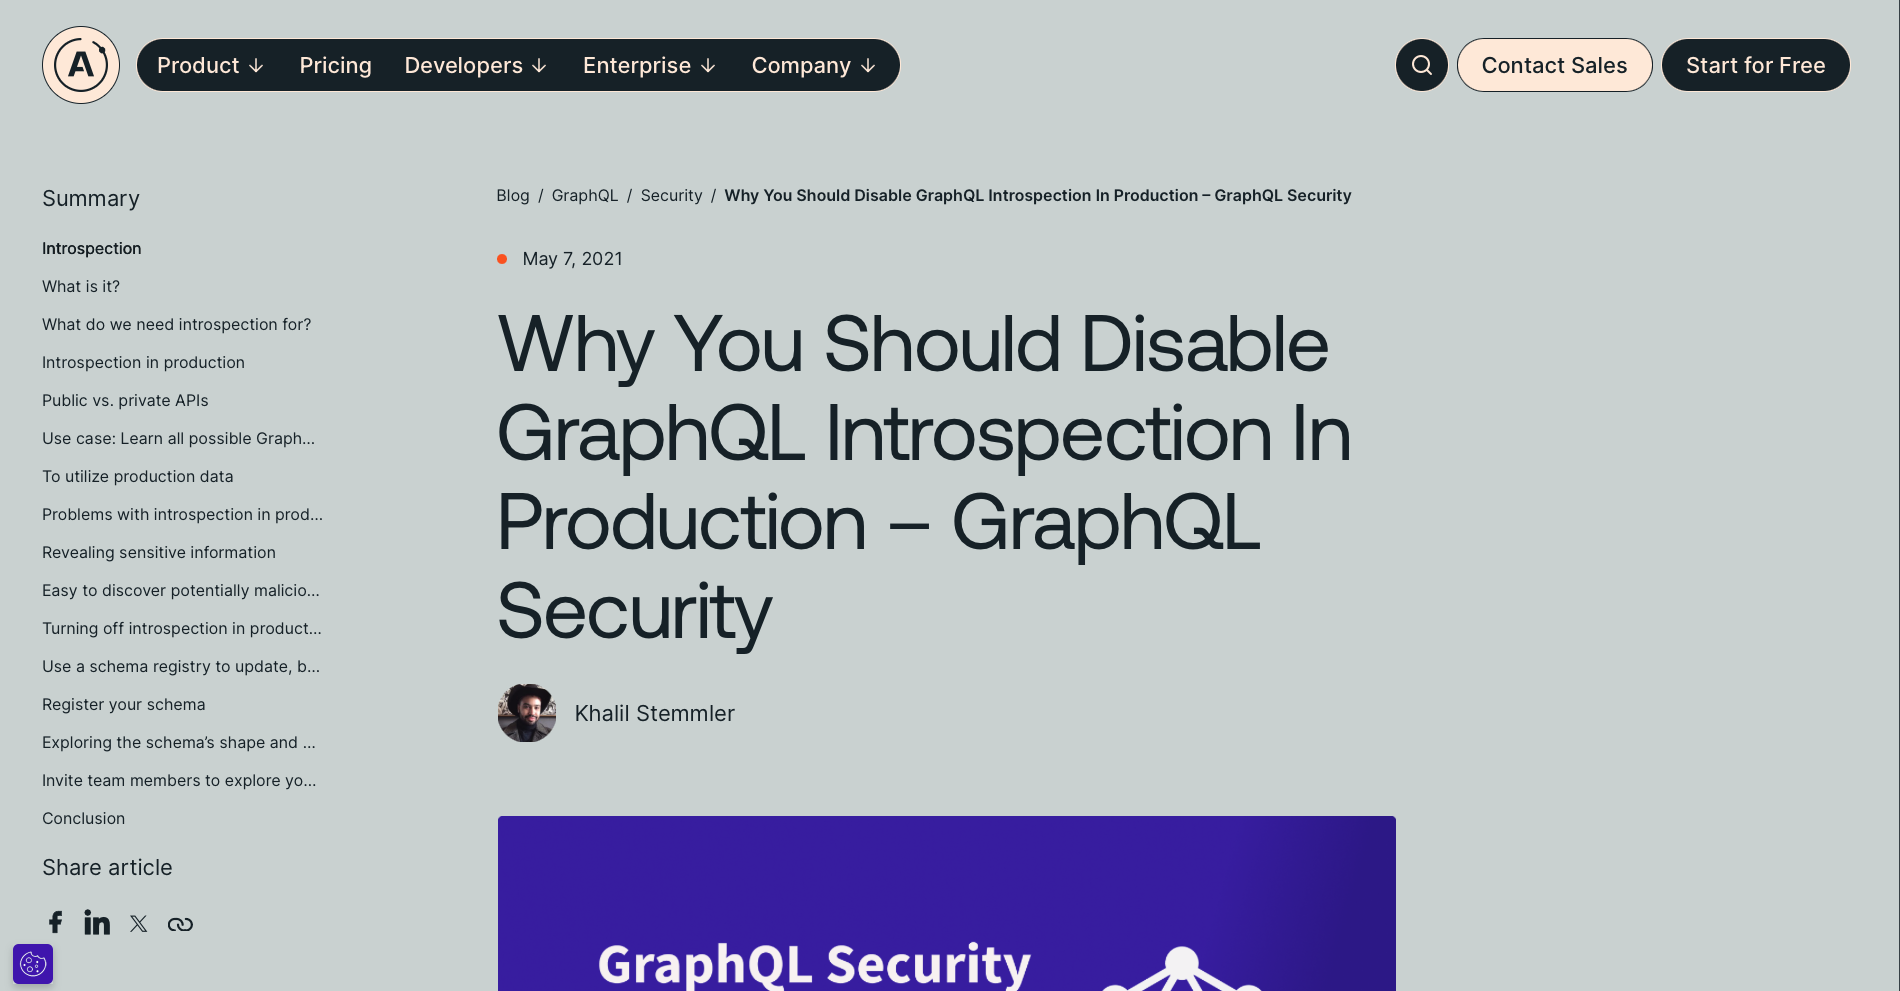 A
Product
Pricing
Developers
Enterprise
Company
Contact Sales
Start for Free
Summary
Introspection
What is it?
What do we need introspection for?
Introspection in production
Public vs. private APIs
Use case: Learn all possible Graph...
To utilize production data
Problems with introspection in prod...
Revealing sensitive information
Easy to discover potentially malicio...
Turning off introspection in product...
Use a schema registry to update, b...
Register your schema
Exploring the schema’s shape and ...
Invite team members to explore yo...
Conclusion
Share article
Blog / GraphQL / Security / Why You Should Disable GraphQL Introspection In Production – GraphQL Security
May 7, 2021
Why You Should Disable
GraphQL Introspection In
Production – GraphQL
Security
Khalil Stemmler
GraphQL Security